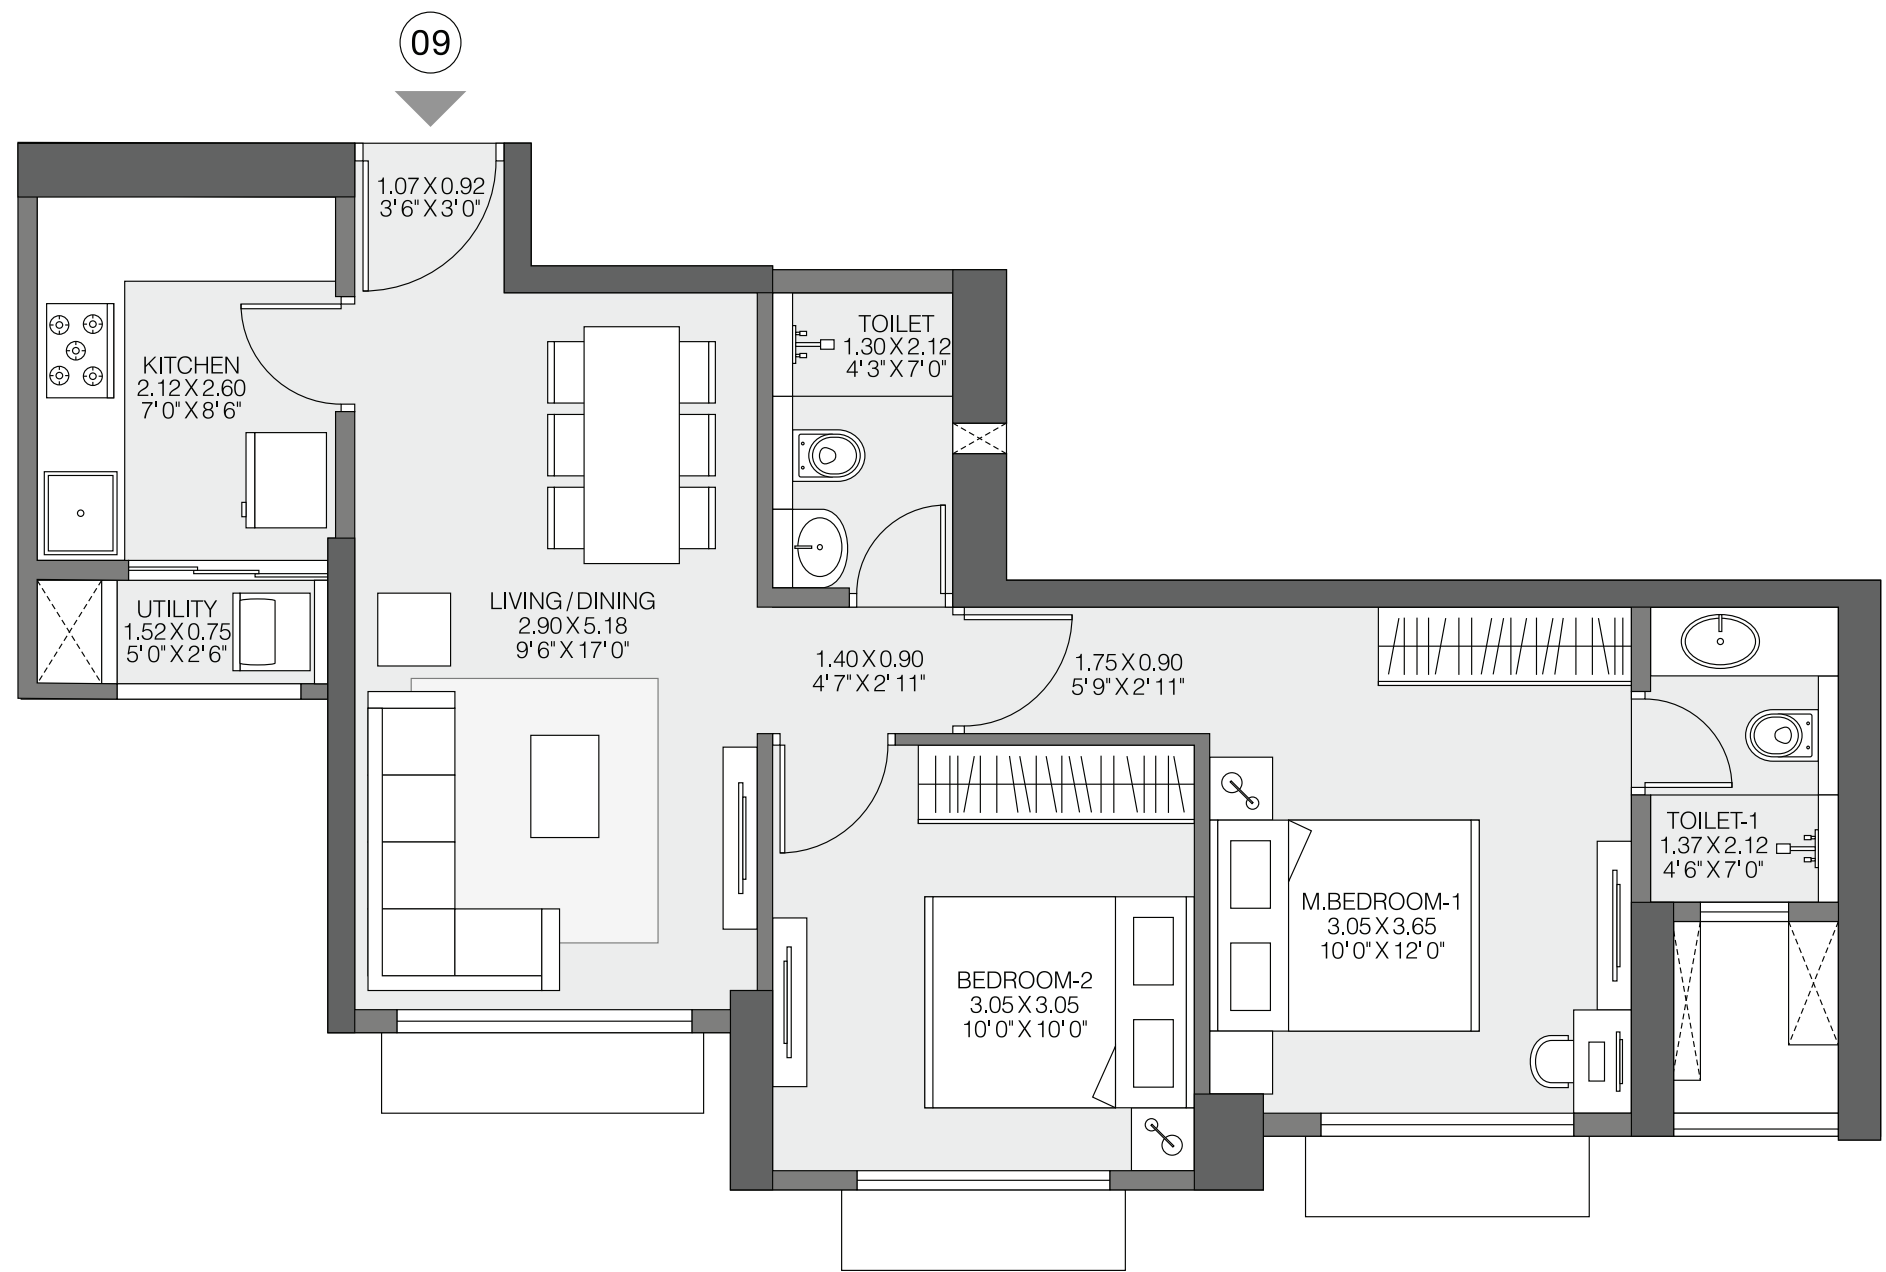 09
1.07 X 0.92
3'6" X 3'0"
TOILET
1.30 X 2.12
4'3" X 7'0"
KITCHEN
2.12 X 2.60
7'0" X 8'6"
UTILITY
1.52 X 0.75
5'0" X 2'6"
LIVING/DINING
2.90 X 5.18
9'6" X 17'0"
1.40 X 0.90
4'7" X 2'11"
1.75 X 0.90
5'9" X 2'11"
TOILET-1
1.37 X 2.12
4'6" X 7'0"
M.BEDROOM-1
3.05 X 3.65
10'0" X 12'0"
BEDROOM-2
3.05 X 3.05
10'0" X 10'0"